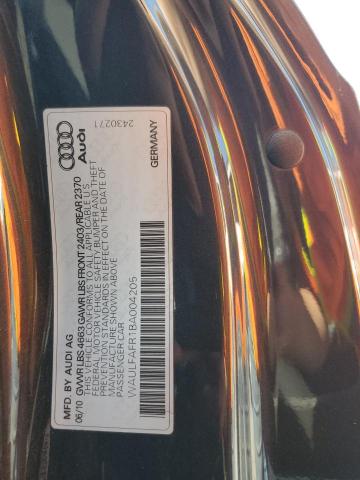 MFD. BY AUDI AG
06/10 GVWR LBS 4663 GAWR LBS FRONT 2403/REAR 2370
THIS VEHICLE CONFORMS TO ALL APPLICABLE U.S.
FEDERAL MOTOR VEHICLE SAFETY, BUMPER AND THEFT
PREVENTION STANDARDS IN EFFECT ON THE DATE OF
MANUFACTURE SHOWN ABOVE
PASSENGER CAR
WAULFAFR1BA004205
Audi
2430271
GERMANY